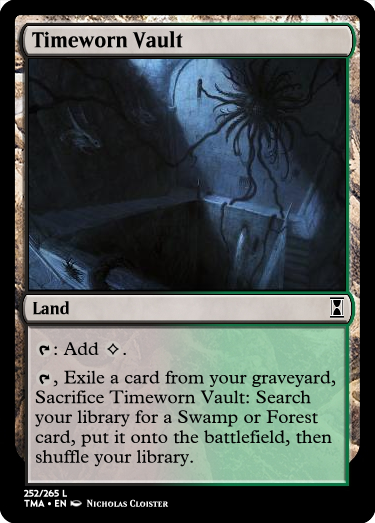 Timeworn Vault
Land
: Add .
, Exile a card from your graveyard,
Sacrifice Timeworn Vault: Search
your library for a Swamp or Forest
card, put it onto the battlefield, then
shuffle your library.
252/265 L
TMA • EN Nicholas Cloister